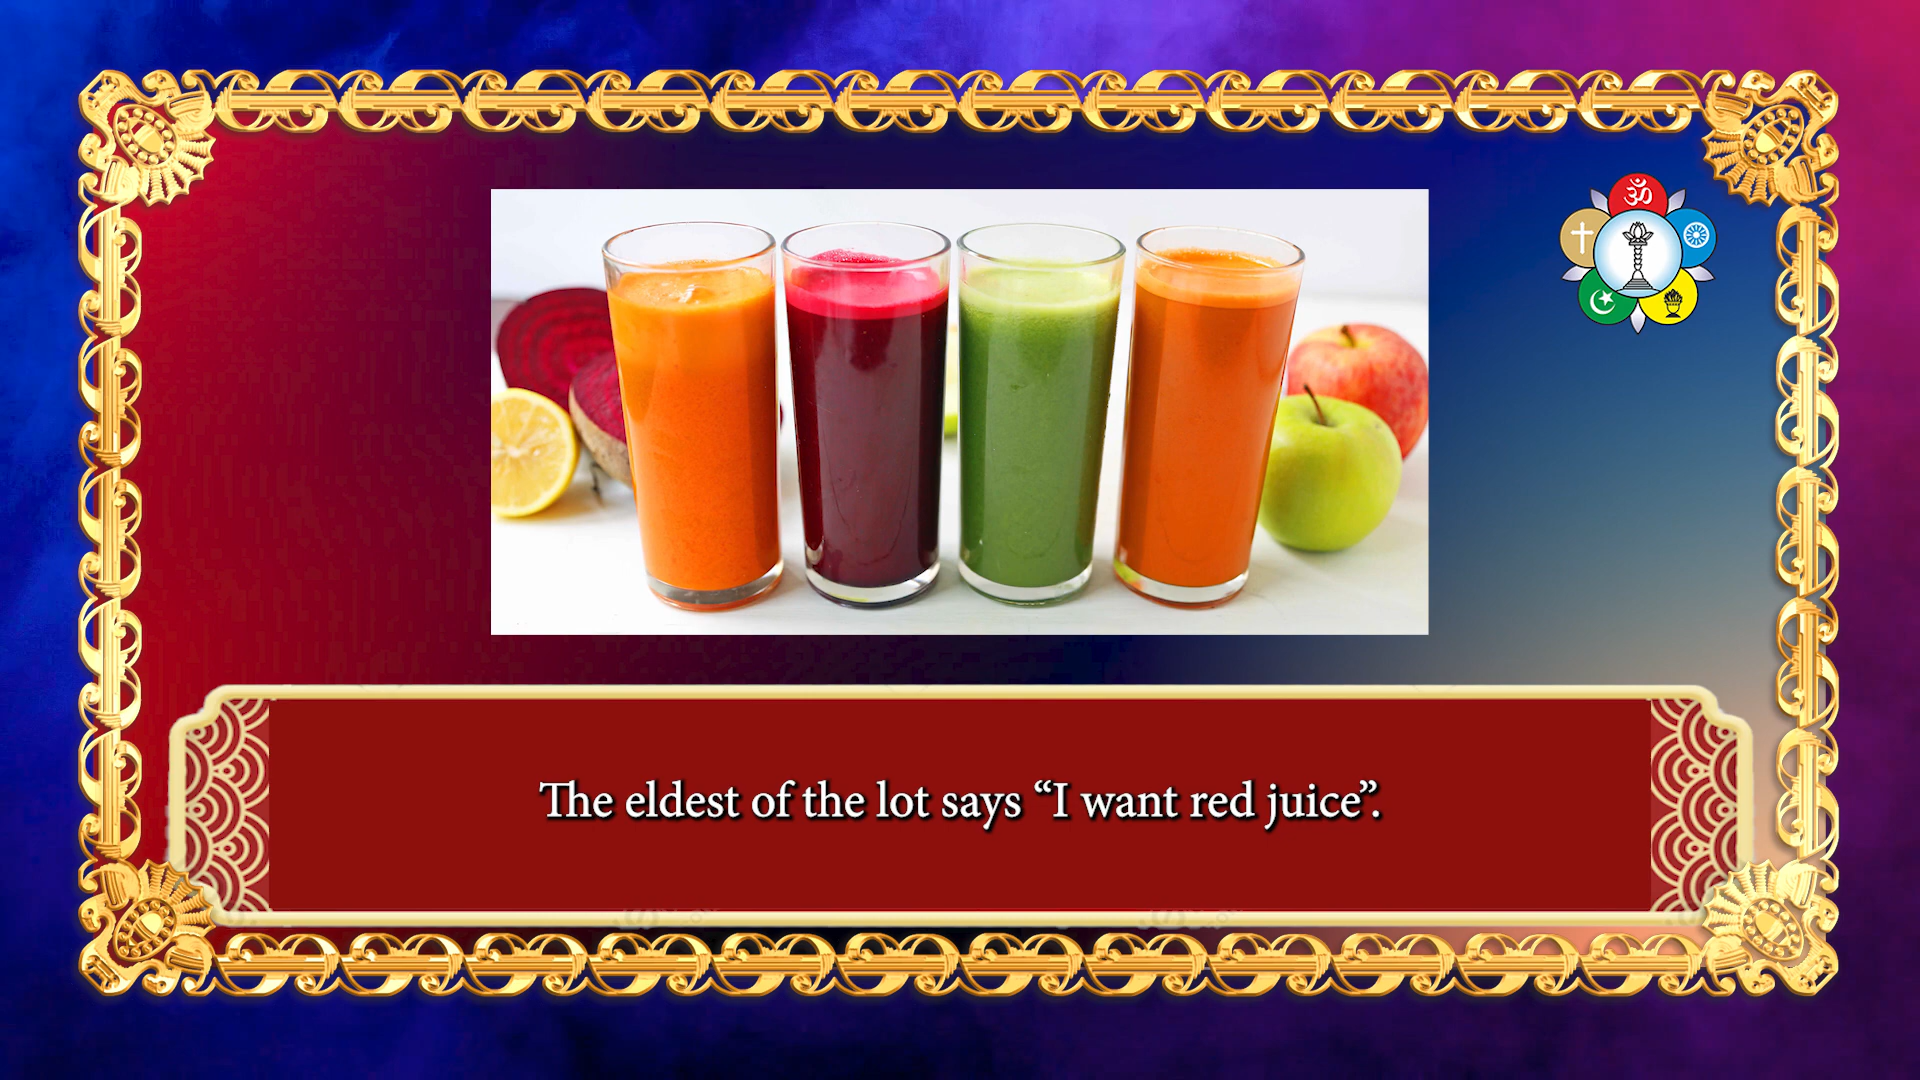 ॐ
The eldest of the lot says “I want red juice”.